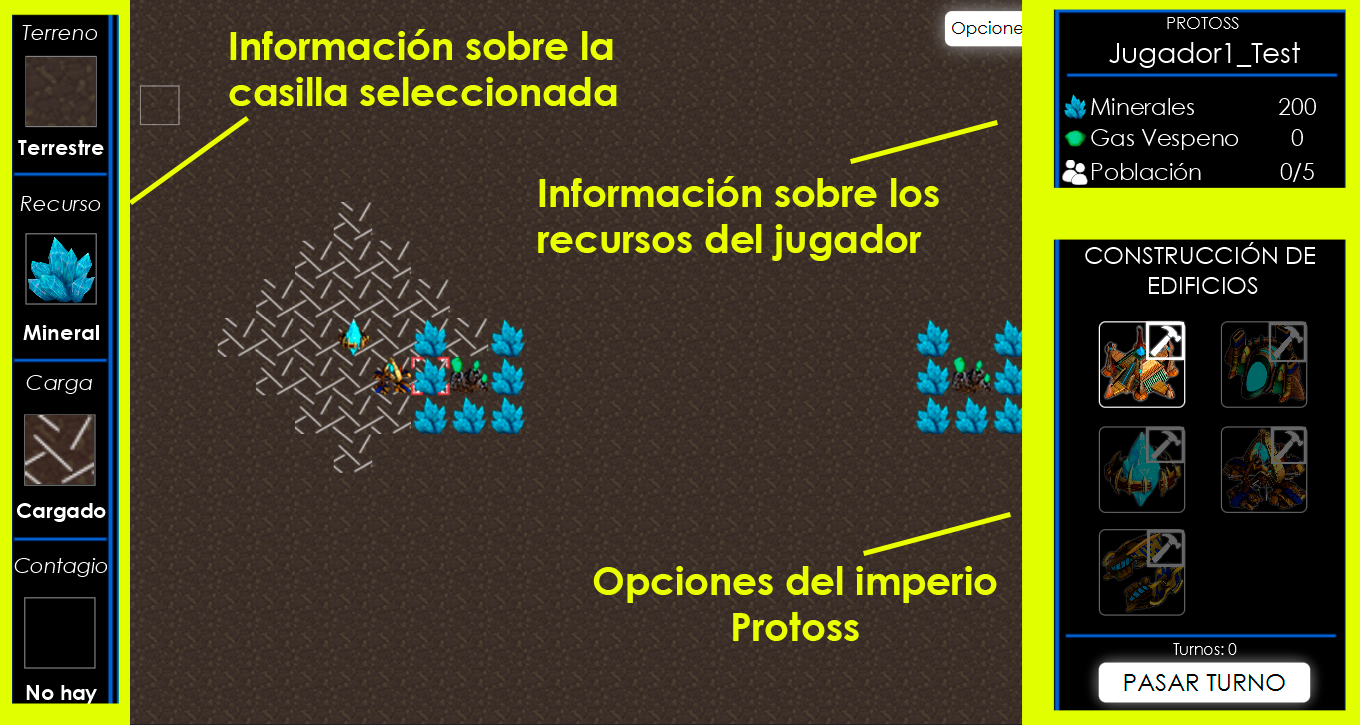 Terreno
Terrestre
Recurso
Mineral
Carga
Cargado
Contagio
No hay
Información sobre la
casilla seleccionada
Opcione
Información sobre los
recursos del jugador
Opciones del imperio
Protoss
PROTOSS
Jugador1_Test
Minerales 200
Gas Vespeno 0
Población 0/5
CONSTRUCCIÓN DE
EDIFICIOS
Turnos: 0
PASAR TURNO